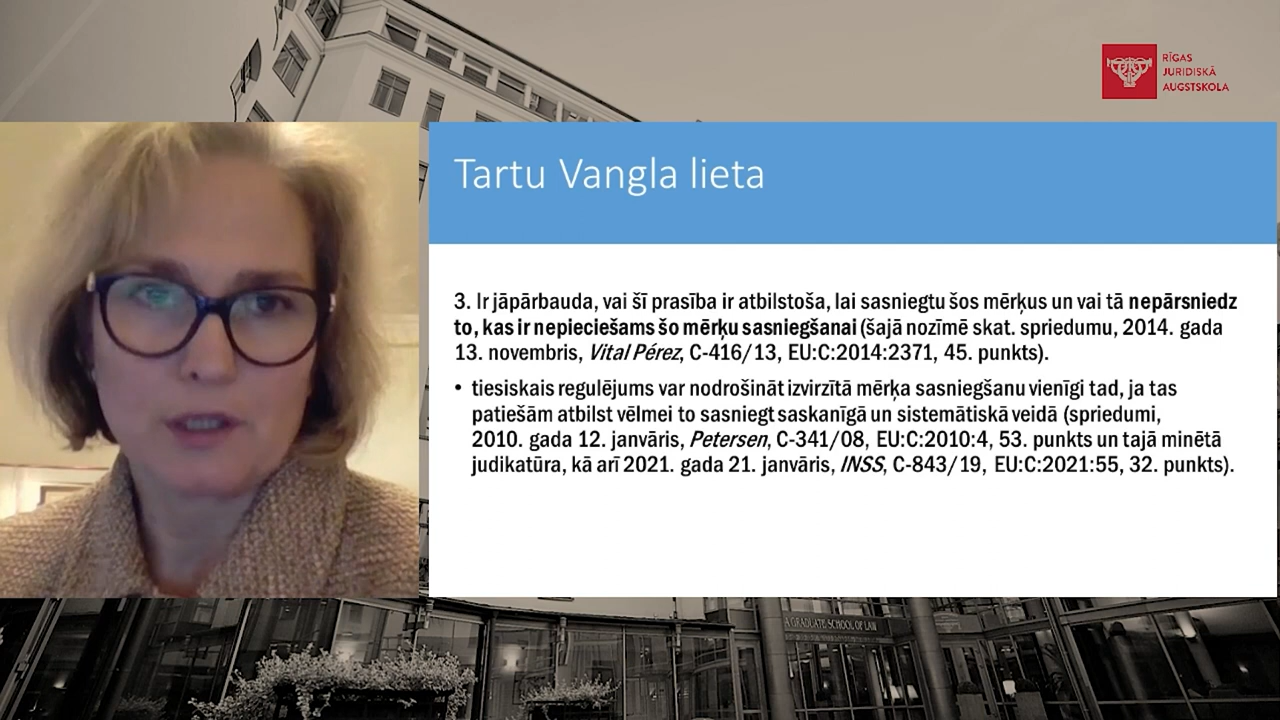 RĪGAS
JURIDISKĀ
AUGSTSKOLA
Tartu Vangla lieta
3. Ir jāpārbauda, vai šī prasība ir atbilstoša, lai sasniegtu šos mērķus un vai tā nepārsniedz
to, kas ir nepieciešams šo mērķu sasniegšanai (šajā nozīmē skat. spriedumu, 2014. gada
13. novembris, Vital Pérez, C-416/13, EU:C:2014:2371, 45. punkts).
• tiesiskais regulējums var nodrošināt izvirzītā mērķa sasniegšanu vienīgi tad, ja tas
patiešām atbilst vēlmei to sasniegt saskanīgā un sistemātiskā veidā (spriedumi,
2010. gada 12. janvāris, Petersen, C-341/08, EU:C:2010:4, 53. punkts un tajā minētā
judikatūra, kā arī 2021. gada 21. janvāris, INSS, C-843/19, EU:C:2021:55, 32. punkts).
A GRADUATE SCHOOL OF LAW